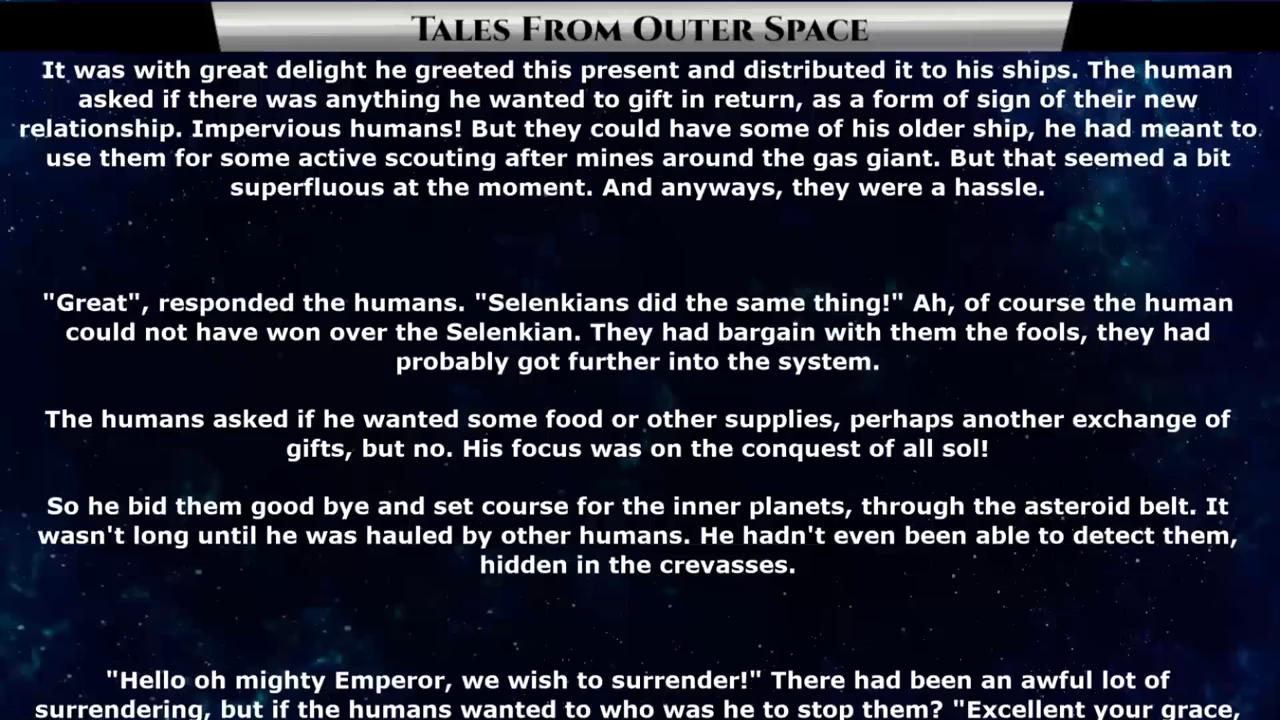 Tales From Outer Space
It was with great delight he greeted this present and distributed it to his ships. The human
asked if there was anything he wanted to gift in return, as a form of sign of their new
relationship. Impervious humans! But they could have some of his older ship, he had meant to
use them for some active scouting after mines around the gas giant. But that seemed a bit
superfluous at the moment. And anyways, they were a hassle.
"Great", responded the humans. "Selenkians did the same thing!" Ah, of course the human
could not have won over the Selenkian. They had bargain with them the fools, they had
probably got further into the system.
The humans asked if he wanted some food or other supplies, perhaps another exchange of
gifts, but no. His focus was on the conquest of all sol!
So he bid them good bye and set course for the inner planets, through the asteroid belt. It
wasn't long until he was hauled by other humans. He hadn't even been able to detect them,
hidden in the crevasses.
"Hello oh mighty Emperor, we wish to surrender!" There had been an awful lot of
surrendering, but if the humans wanted to who was he to stop them? "Excellent your grace,